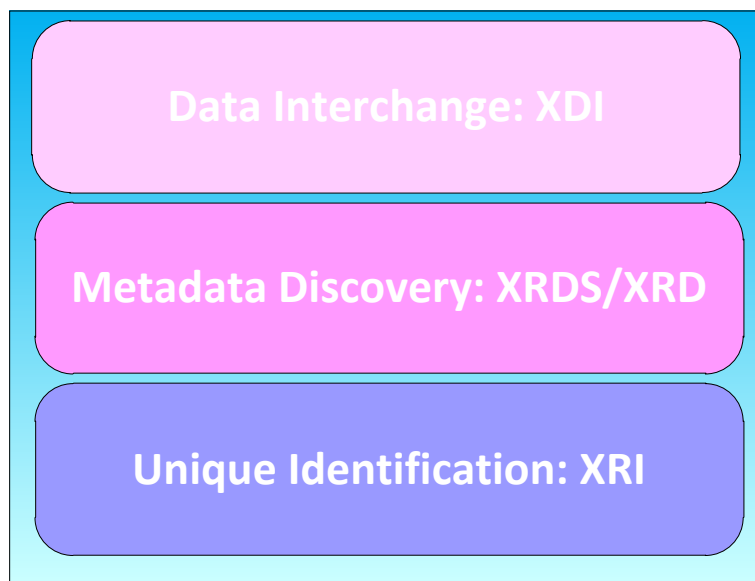 Data Interchange: XDI
Metadata Discovery: XRDS/XRD
Unique Identification: XRI